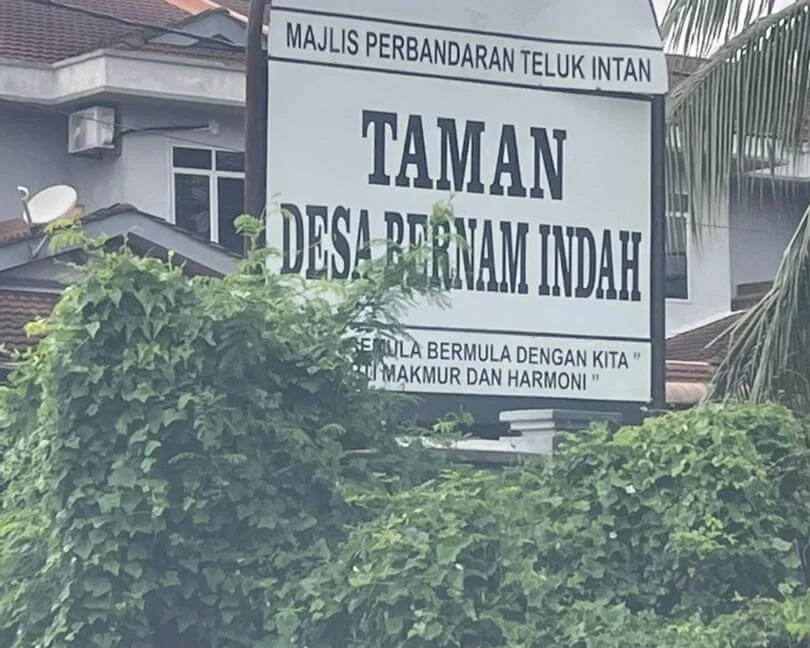 MAJLIS PERBANDARAN TELUK INTAN
TAMAN
DESA BERNAM INDAH
BERMULA DENGAN KITA ”
MAKMUR DAN HARMONI ”